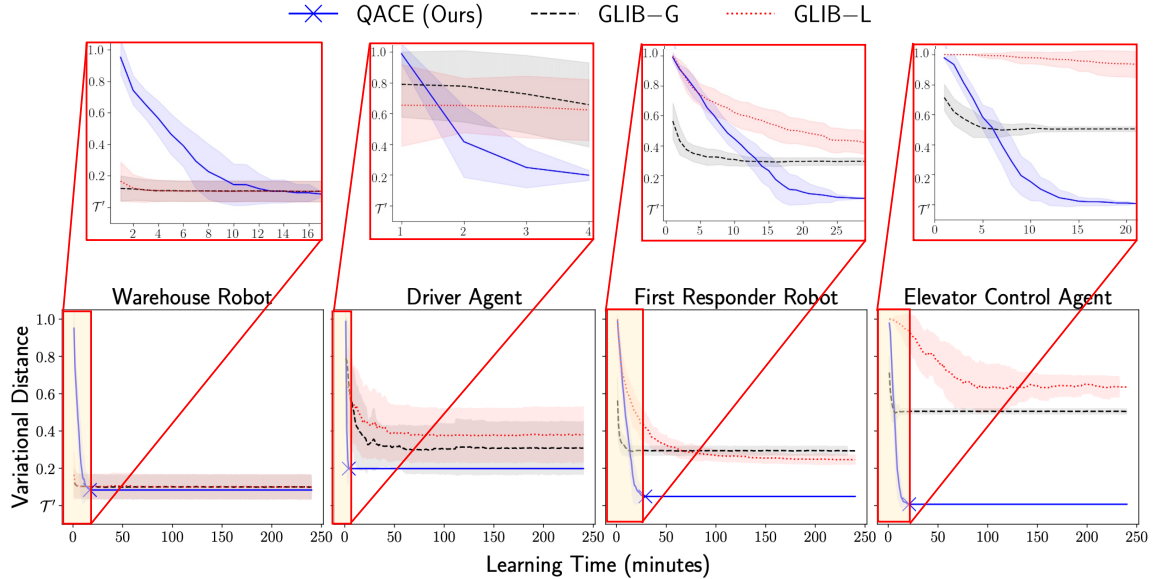 QACE (Ours) GLIB−G GLIB−L
1.0 1.0 1.0 1.0
0.8 0.8 0.8 0.8
0.6 0.6 0.6 0.6
0.4 0.4 0.4 0.4
0.2 0.2 0.2 0.2
𝒯′ 𝒯′ 𝒯′ 𝒯′
2 4 6 8 10 12 14 16 1 2 3 4 0 5 10 15 20 25 0 5 10 15 20
Warehouse Robot Driver Agent First Responder Robot Elevator Control Agent
Variational Distance
1.0
0.8
0.6
0.4
0.2
𝒯′
0 50 100 150 200 250 0 50 100 150 200 250 0 50 100 150 200 250 0 50 100 150 200 250
Learning Time (minutes)